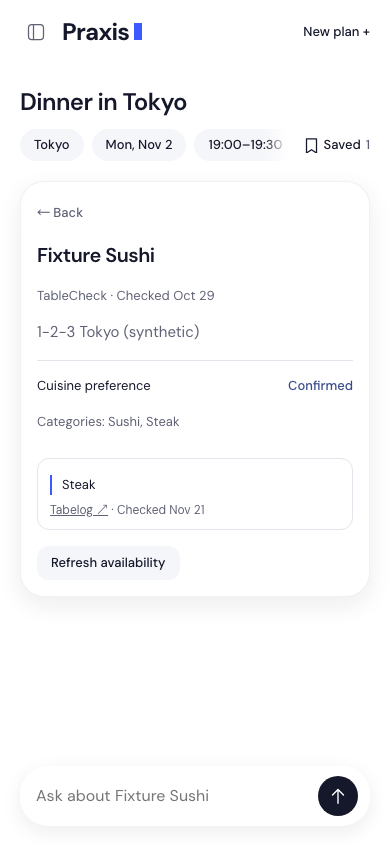 Praxis
New plan +
Dinner in Tokyo
Tokyo
Mon, Nov 2
19:00–19:30
Saved 1
← Back
Fixture Sushi
TableCheck · Checked Oct 29
1-2-3 Tokyo (synthetic)
Cuisine preference
Confirmed
Categories: Sushi, Steak
Steak
Tabelog ↗ · Checked Nov 21
Refresh availability
Ask about Fixture Sushi